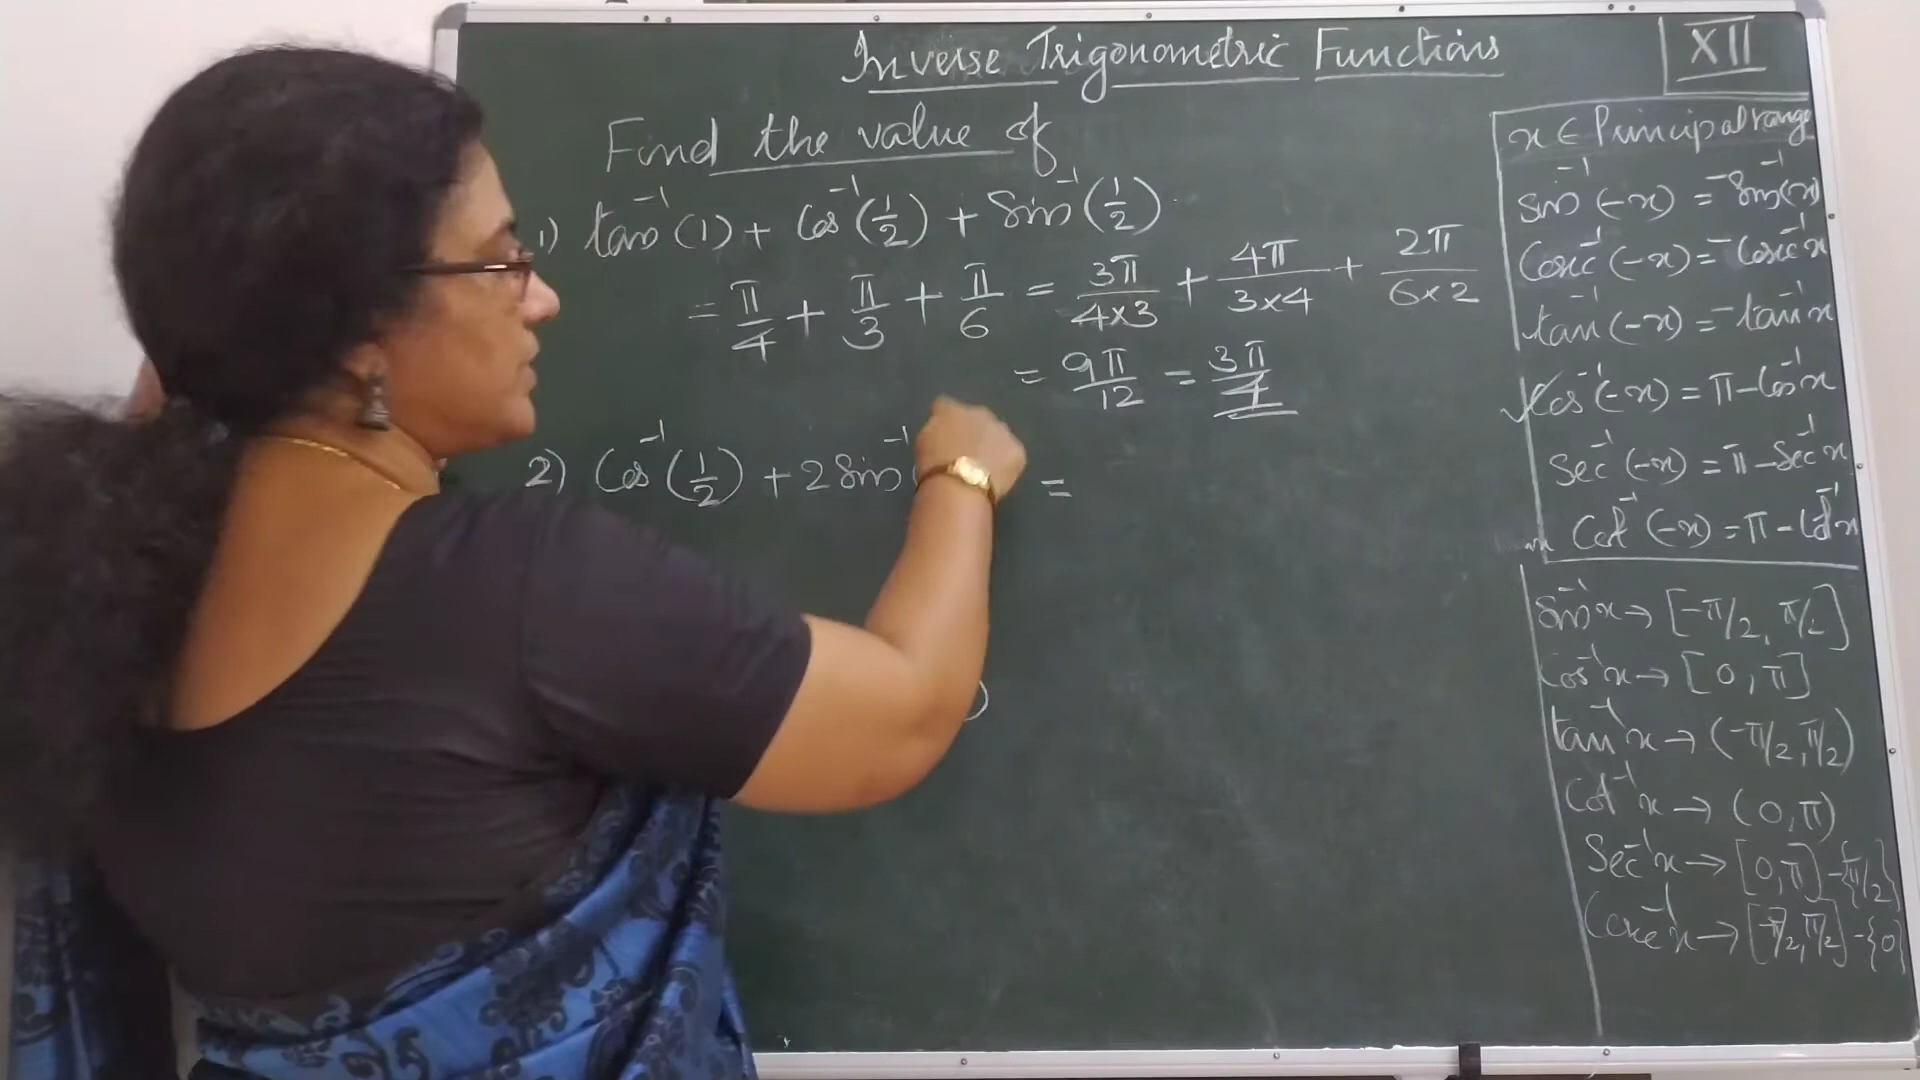 Inverse Trigonometric Functions
XII
Find the value of
1) tan⁻¹(1) + cos⁻¹(1/2) + Sin⁻¹(1/2)
= π/4 + π/3 + π/6 = 3π/(4×3) + 4π/(3×4) + 2π/(6×2)
= 9π/12 = 3π/4
2) Cos⁻¹(1/2) + 2 Sin⁻¹( =
)
x ∈ Principal range
sin⁻¹(-x) = -Sin⁻¹(x)
Cosec⁻¹(-x) = -Cosec⁻¹x
tan⁻¹(-x) = -tan⁻¹x
Cos⁻¹(-x) = π - Cos⁻¹x
Sec⁻¹(-x) = π - Sec⁻¹x
Cot⁻¹(-x) = π - Cot⁻¹x
Sin⁻¹x → [-π/2, π/2]
Cos⁻¹x → [0, π]
tan⁻¹x → (-π/2, π/2)
Cot⁻¹x → (0, π)
Sec⁻¹x → [0, π] - {π/2}
Cosec⁻¹x → [-π/2, π/2] - {0}